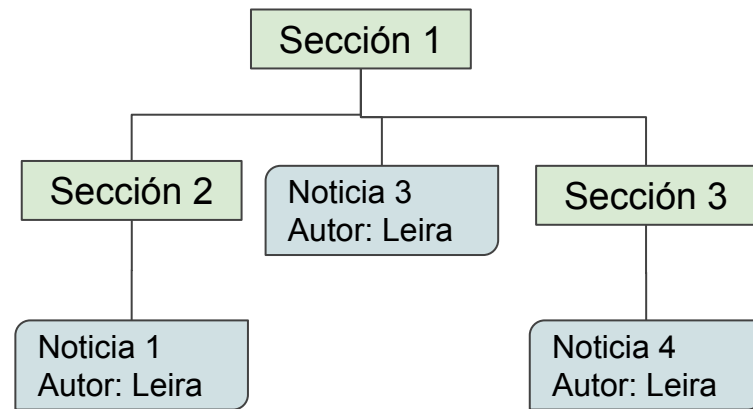 Sección 1
Sección 2
Noticia 3
Autor: Leira
Sección 3
Noticia 1
Autor: Leira
Noticia 4
Autor: Leira